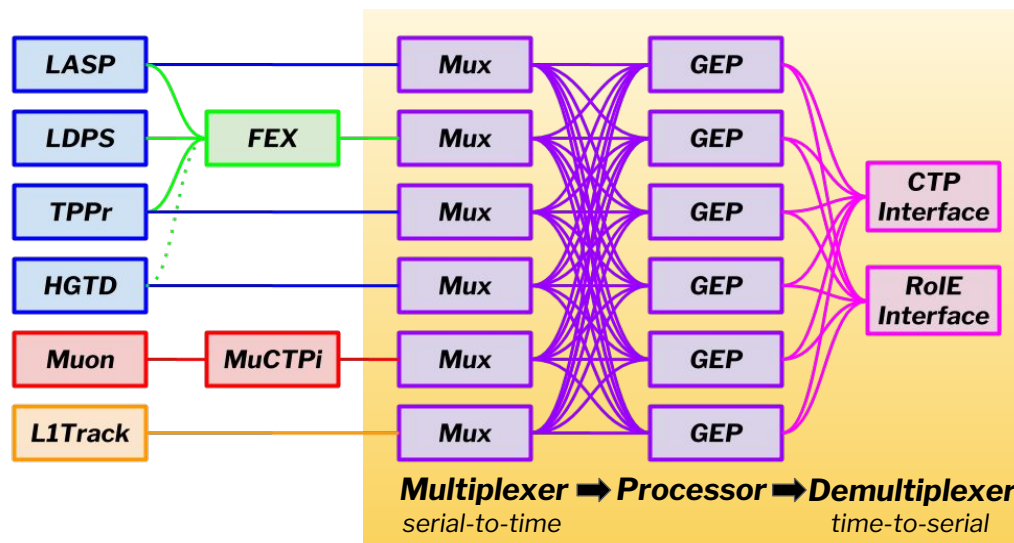 LASP
Mux
GEP
LDPS
FEX
Mux
GEP
TPPr
Mux
GEP
CTP
Interface
HGTD
Mux
GEP
RoIE
Interface
Muon
MuCTPi
Mux
GEP
L1Track
Mux
GEP
Multiplexer
Processor
Demultiplexer
serial-to-time
time-to-serial